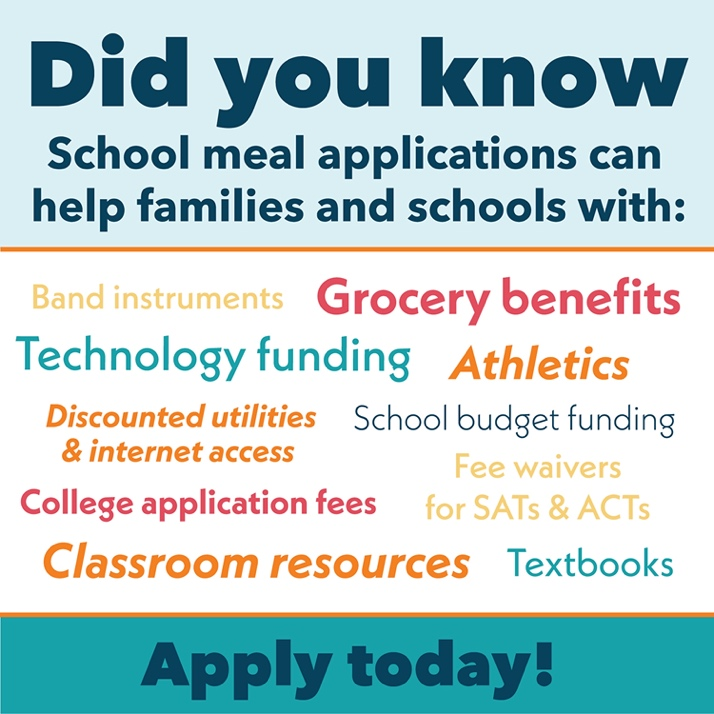 Did you know
School meal applications can
help families and schools with:
Band instruments
Grocery benefits
Technology funding
Athletics
Discounted utilities
& internet access
School budget funding
College application fees
Fee waivers
for SATs & ACTs
Classroom resources
Textbooks
Apply today!